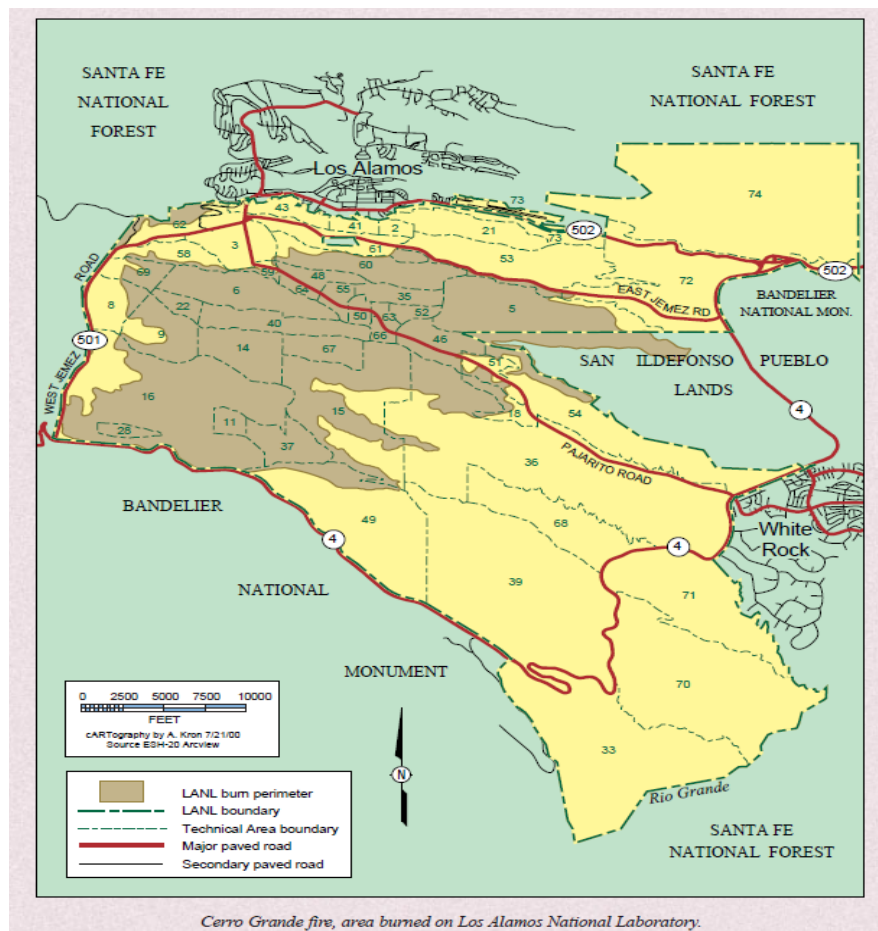 SANTA FE
NATIONAL
FOREST
SANTA FE
NATIONAL FOREST
Los Alamos
74
73
43
62
502
41
2
21
73
3
61
58
53
502
60
59
69
48
72
EAST JEMEZ RD
BANDELIER
NATIONAL MON.
ROAD
6
64
55
35
8
22
5
50
63
52
40
9
66
46
501
14
67
SAN ILDEFONSO PUEBLO
LANDS
51
WEST JEMEZ
16
15
18
54
4
11
28
37
36
PAJARITO ROAD
BANDELIER
49
68
White
Rock
4
4
39
NATIONAL
71
MONUMENT
70
33
0 2500 5000 7500 10000
FEET
cARTography by A. Kron 7/21/00
Source ESH-20 Arcview
N
Rio Grande
LANL burn perimeter
LANL boundary
Technical Area boundary
Major paved road
Secondary paved road
SANTA FE
NATIONAL FOREST
Cerro Grande fire, area burned on Los Alamos National Laboratory.